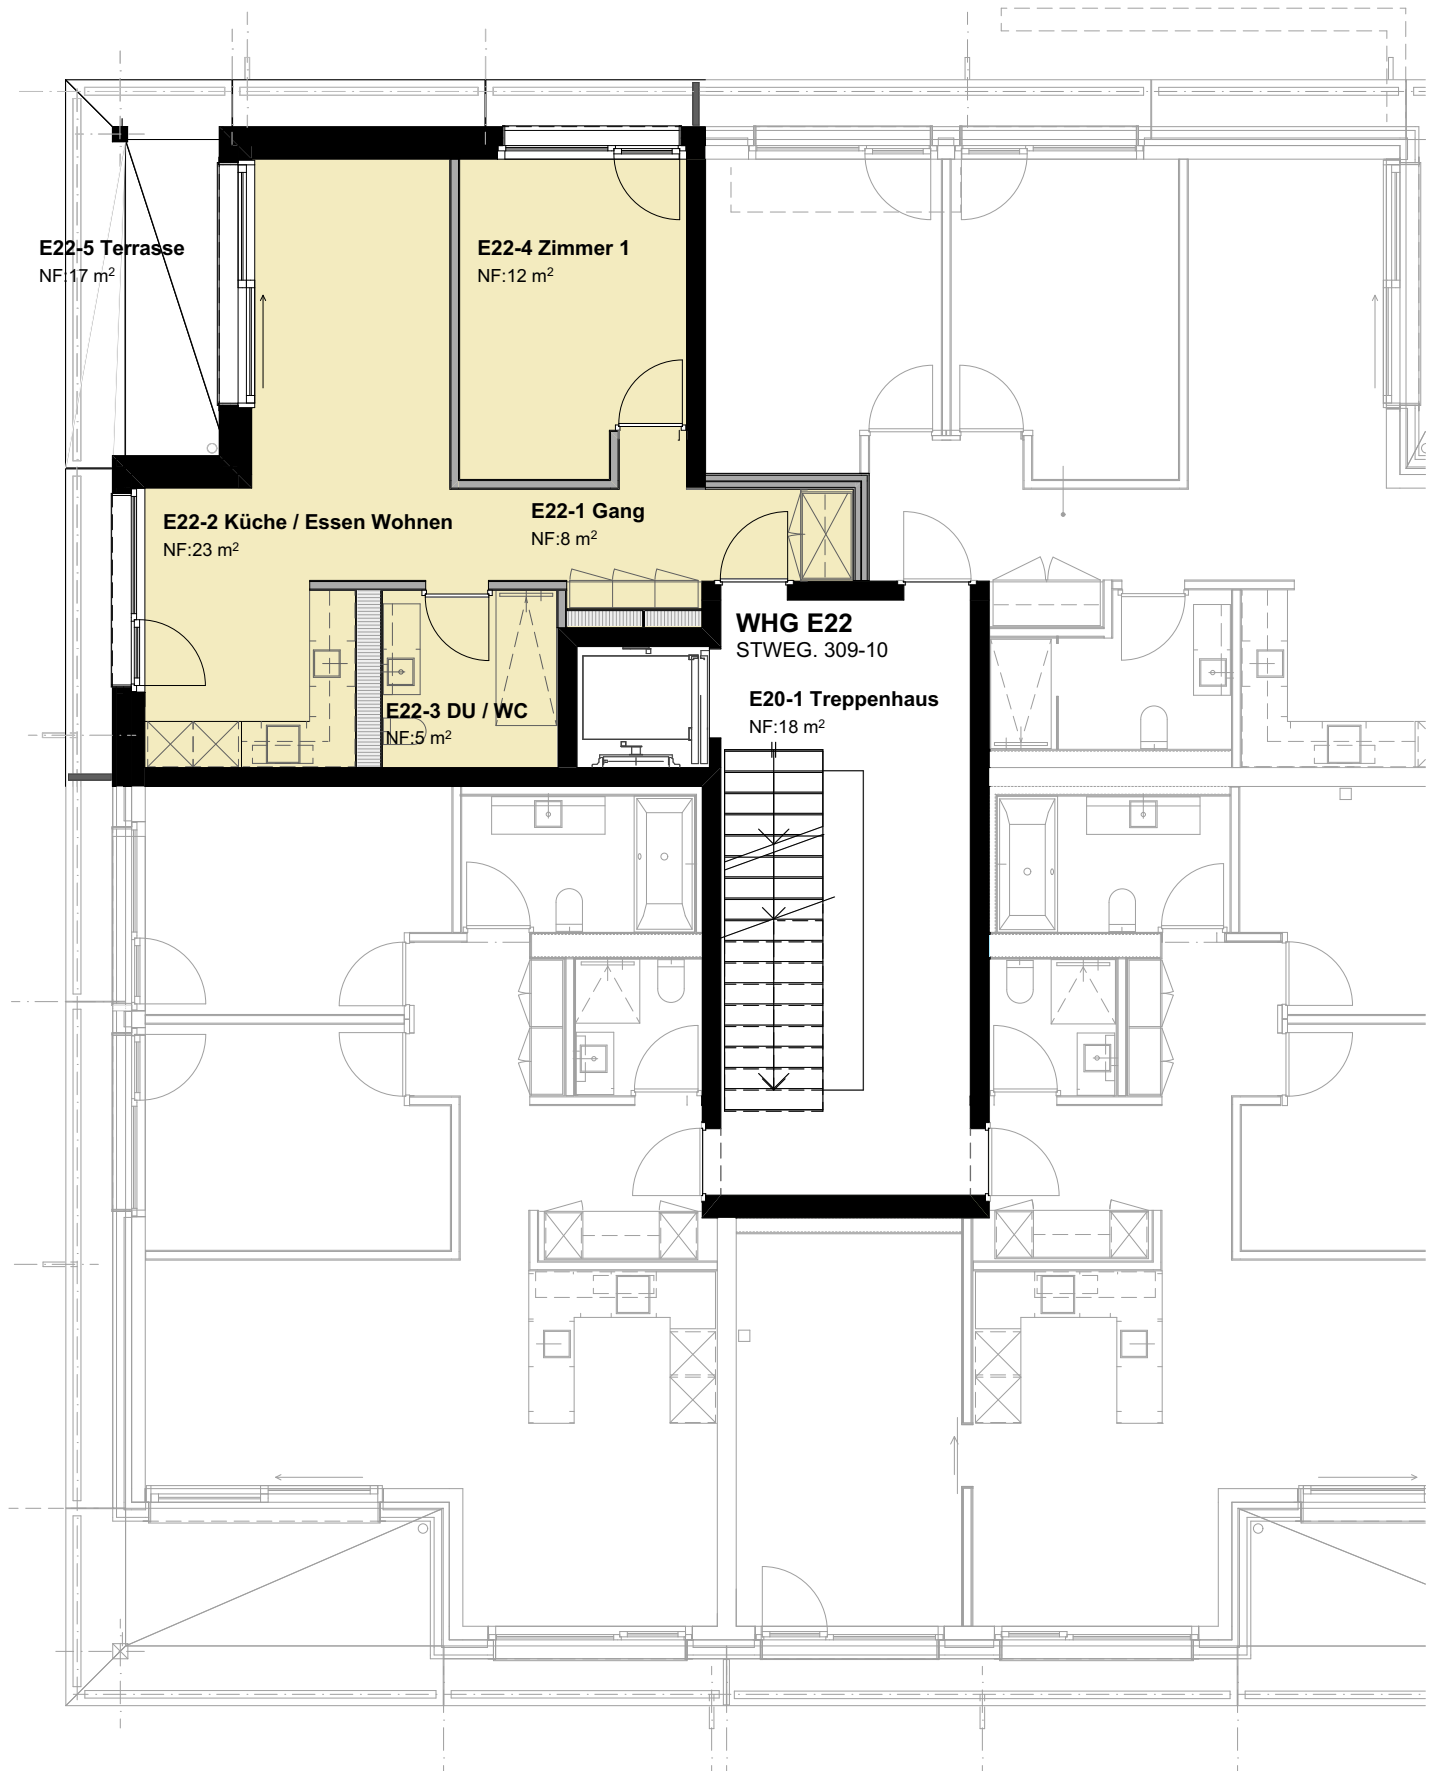 E22-5 Terrasse
NF:17 m²
E22-4 Zimmer 1
NF:12 m²
E22-2 Küche / Essen Wohnen
NF:23 m²
E22-1 Gang
NF:8 m²
WHG E22
STWEG. 309-10
E20-1 Treppenhaus
NF:18 m²
E22-3 DU / WC
NF:5 m²